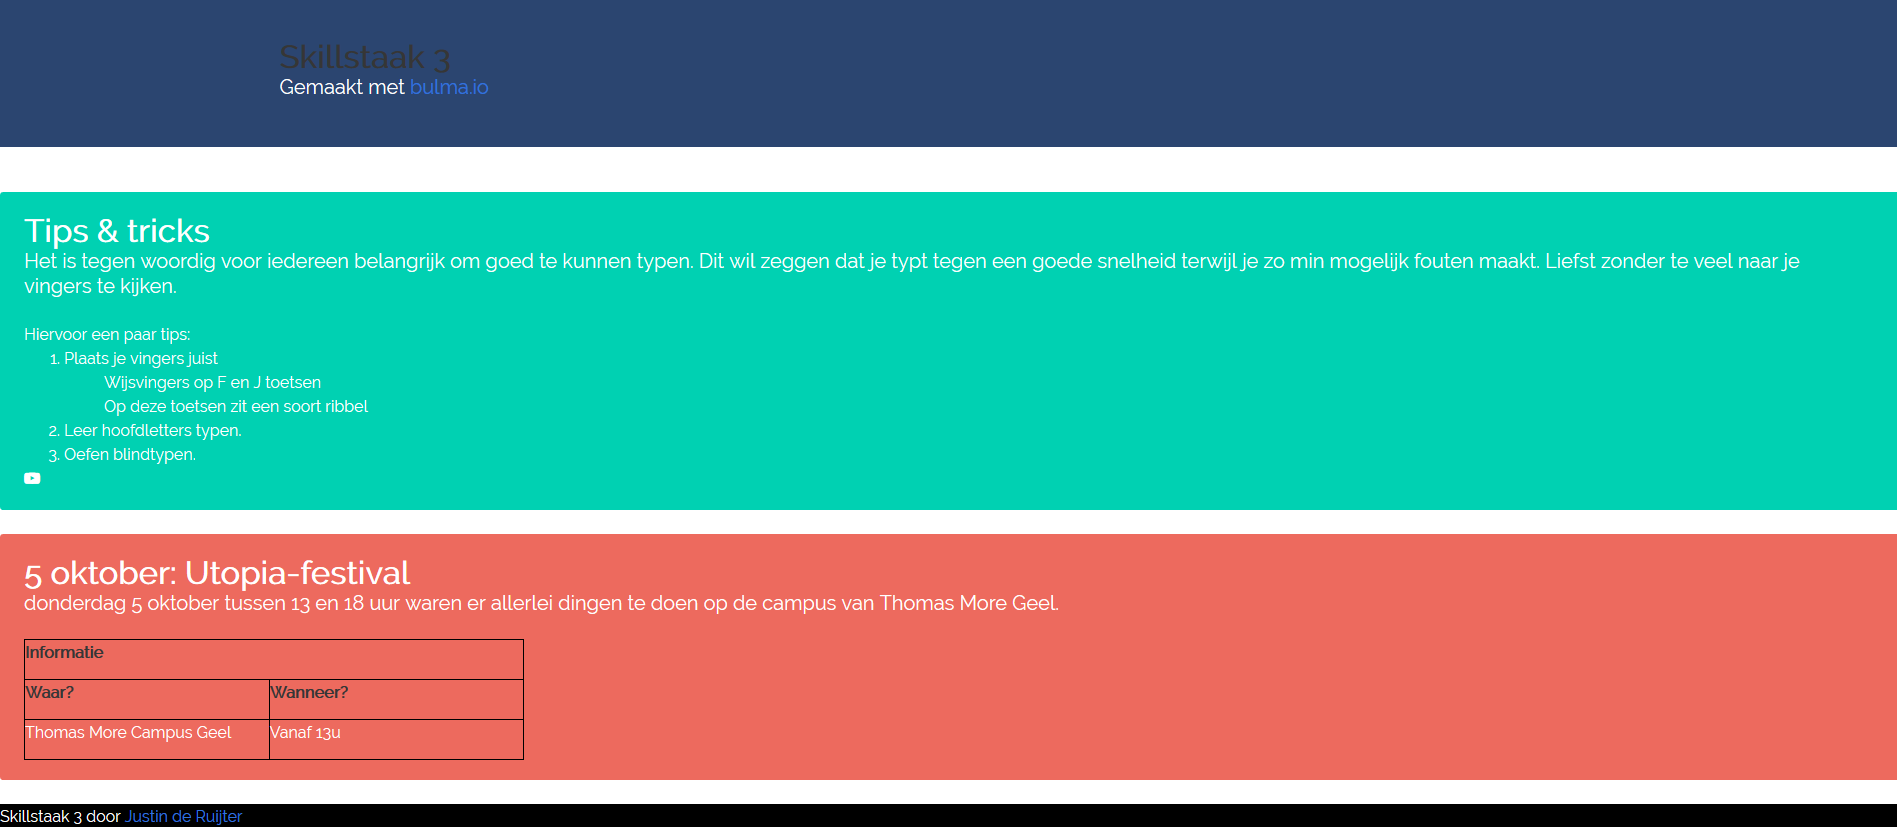 Skillstaak 3
Gemaakt met bulma.io
Tips & tricks
Het is tegen woordig voor iedereen belangrijk om goed te kunnen typen. Dit wil zeggen dat je typt tegen een goede snelheid terwijl je zo min mogelijk fouten maakt. Liefst zonder te veel naar je
vingers te kijken.
Hiervoor een paar tips:
1. Plaats je vingers juist
Wijsvingers op F en J toetsen
Op deze toetsen zit een soort ribbel
2. Leer hoofdletters typen.
3. Oefen blindtypen.
5 oktober: Utopia-festival
donderdag 5 oktober tussen 13 en 18 uur waren er allerlei dingen te doen op de campus van Thomas More Geel.
Informatie
Waar? Wanneer?
Thomas More Campus Geel Vanaf 13u
Skillstaak 3 door Justin de Ruijter